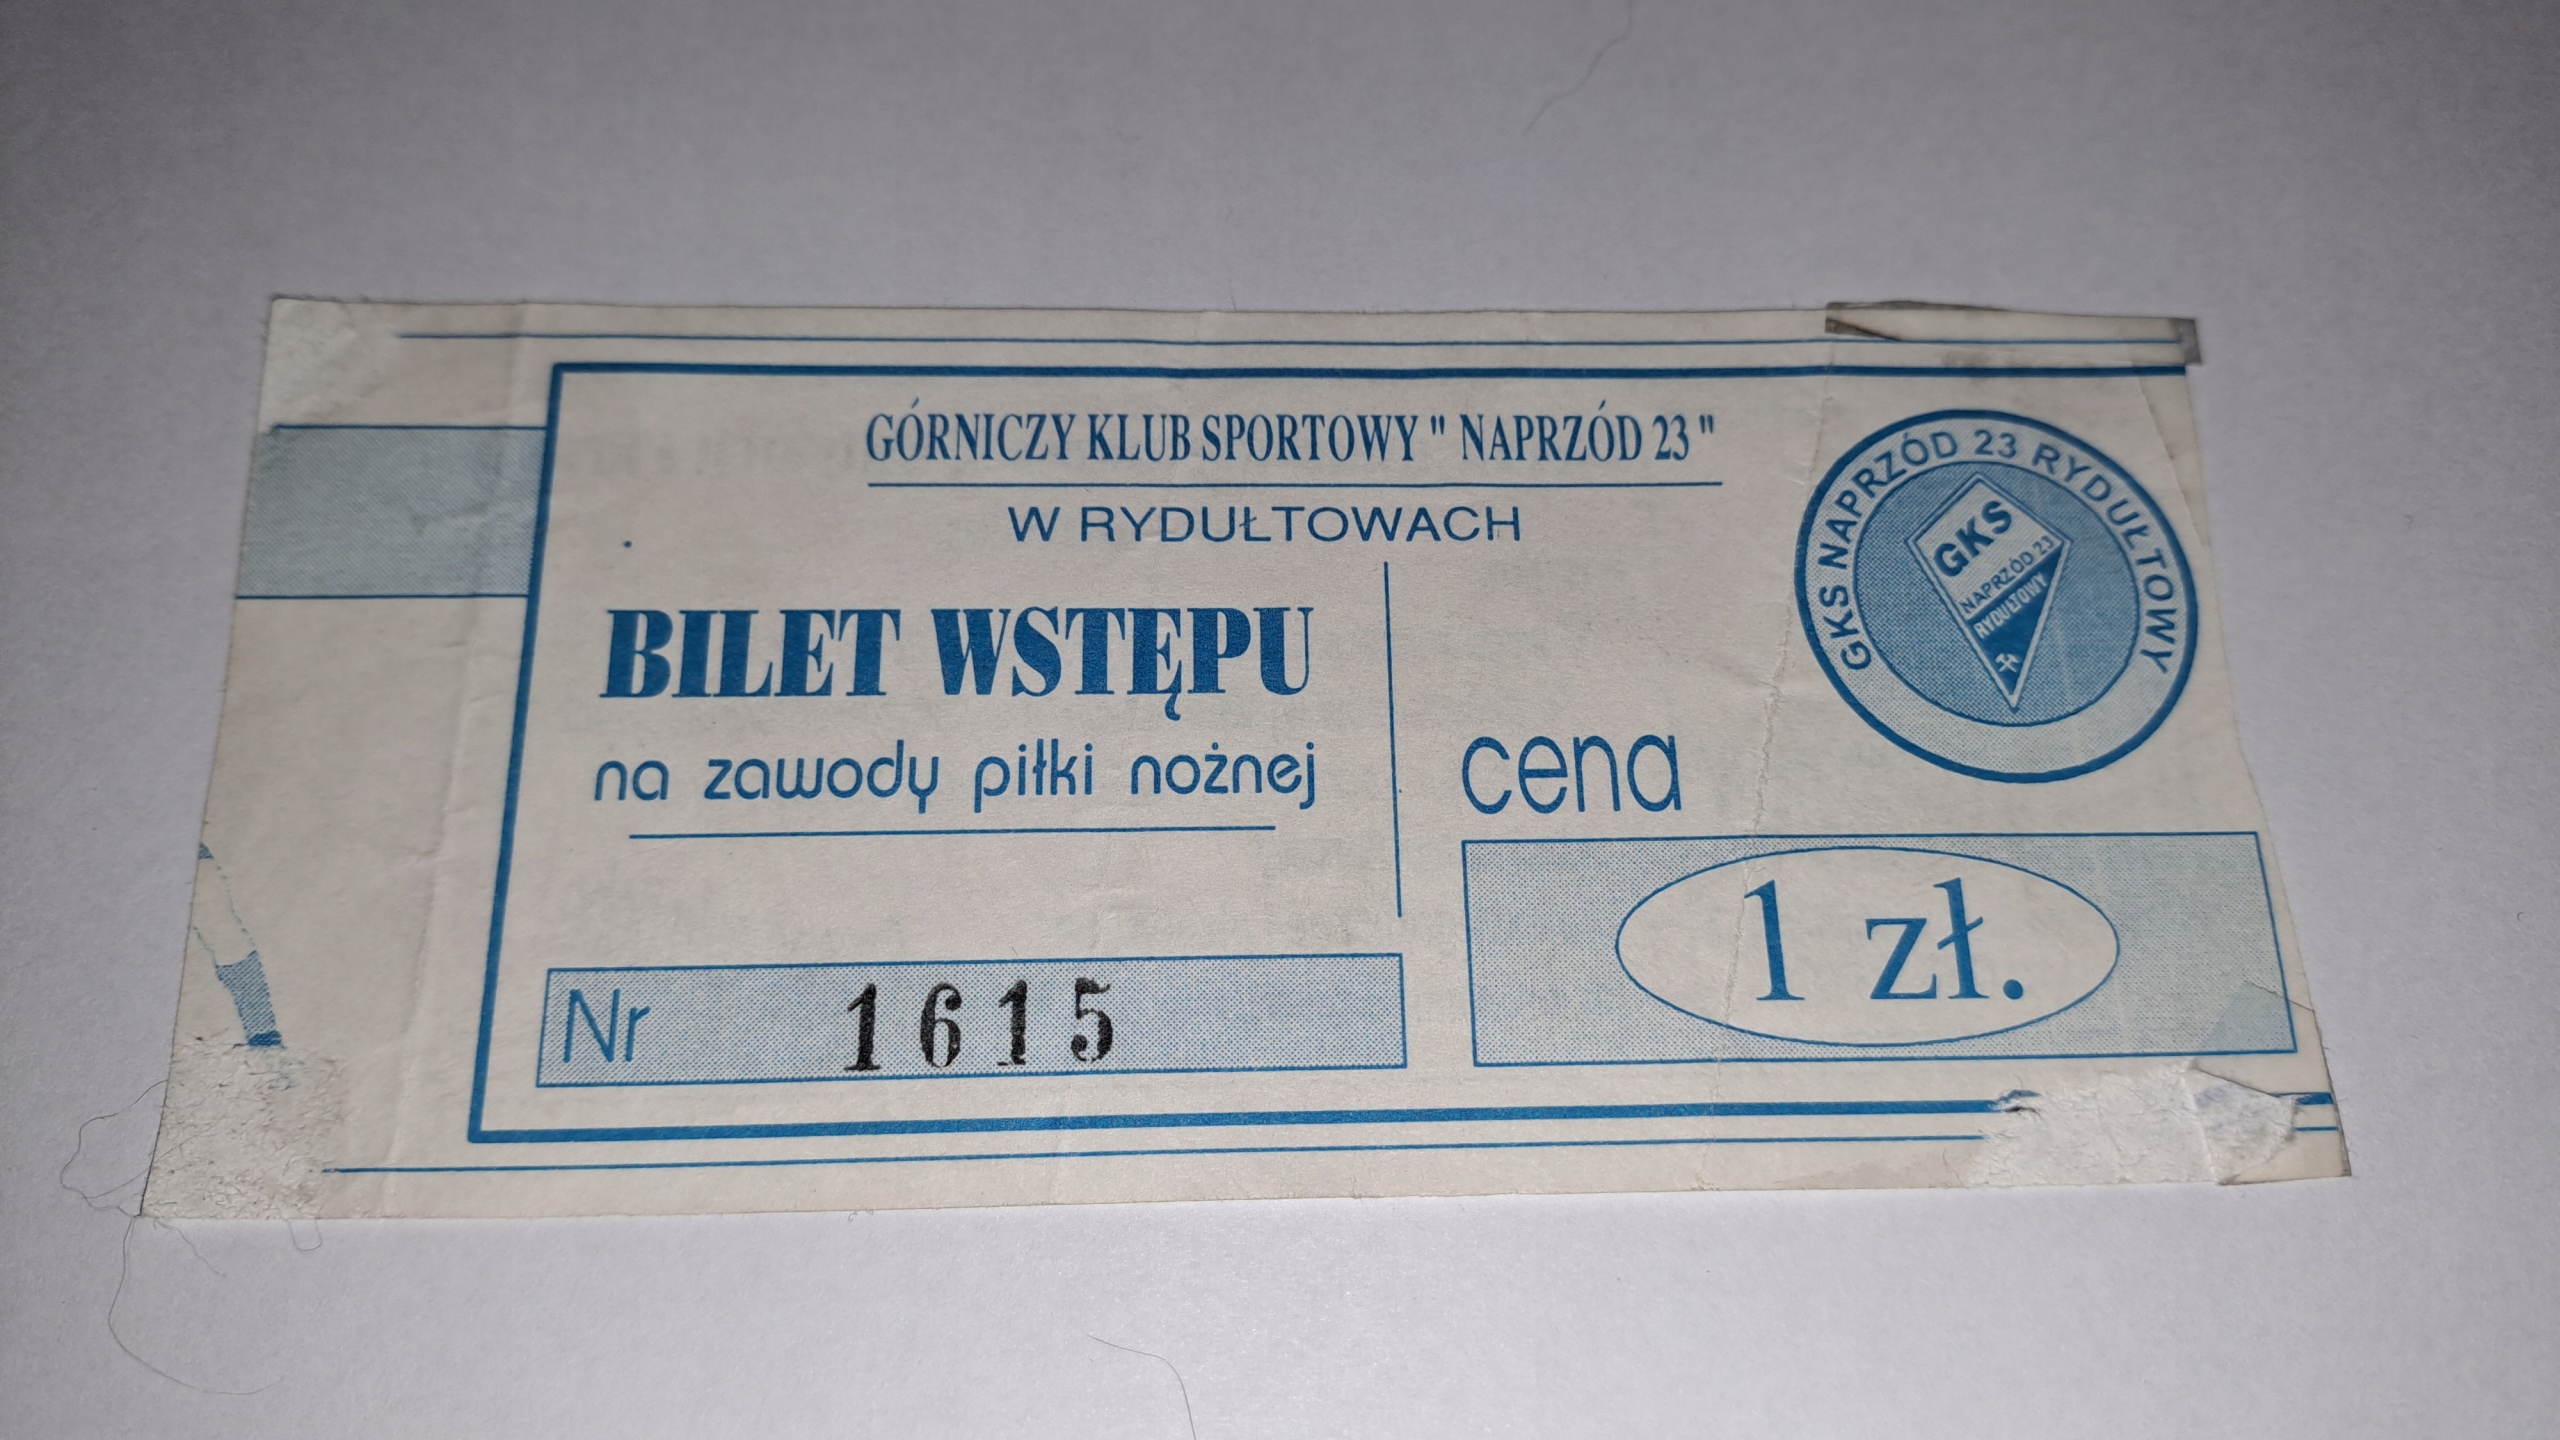 GÓRNICZY KLUB SPORTOWY " NAPRZÓD 23 "
W RYDUŁTOWACH
GKS NAPRZÓD 23 RYDUŁTOWY
GKS
NAPRZÓD 23
RYDUŁTOWY
BILET WSTĘPU
na zawody piłki nożnej
cena
1 zł.
Nr 1615